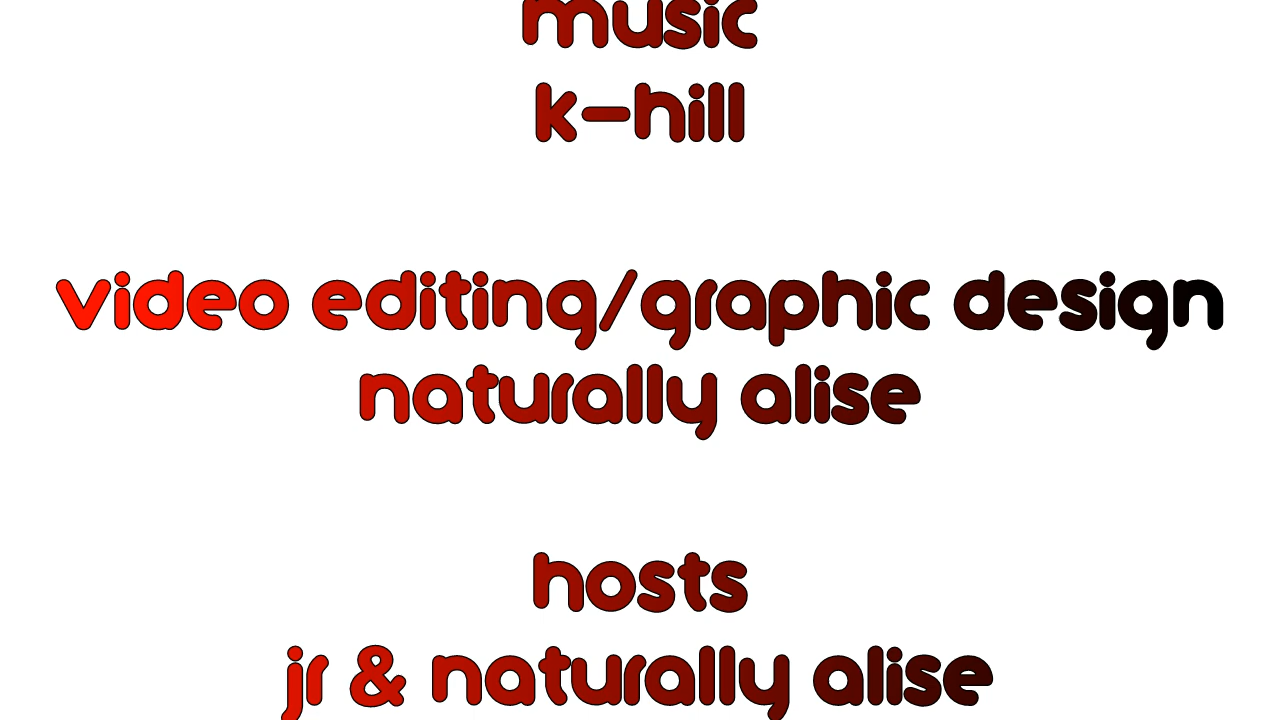 music
k-hill
video editing/graphic design
naturally alise
hosts
jr & naturally alise